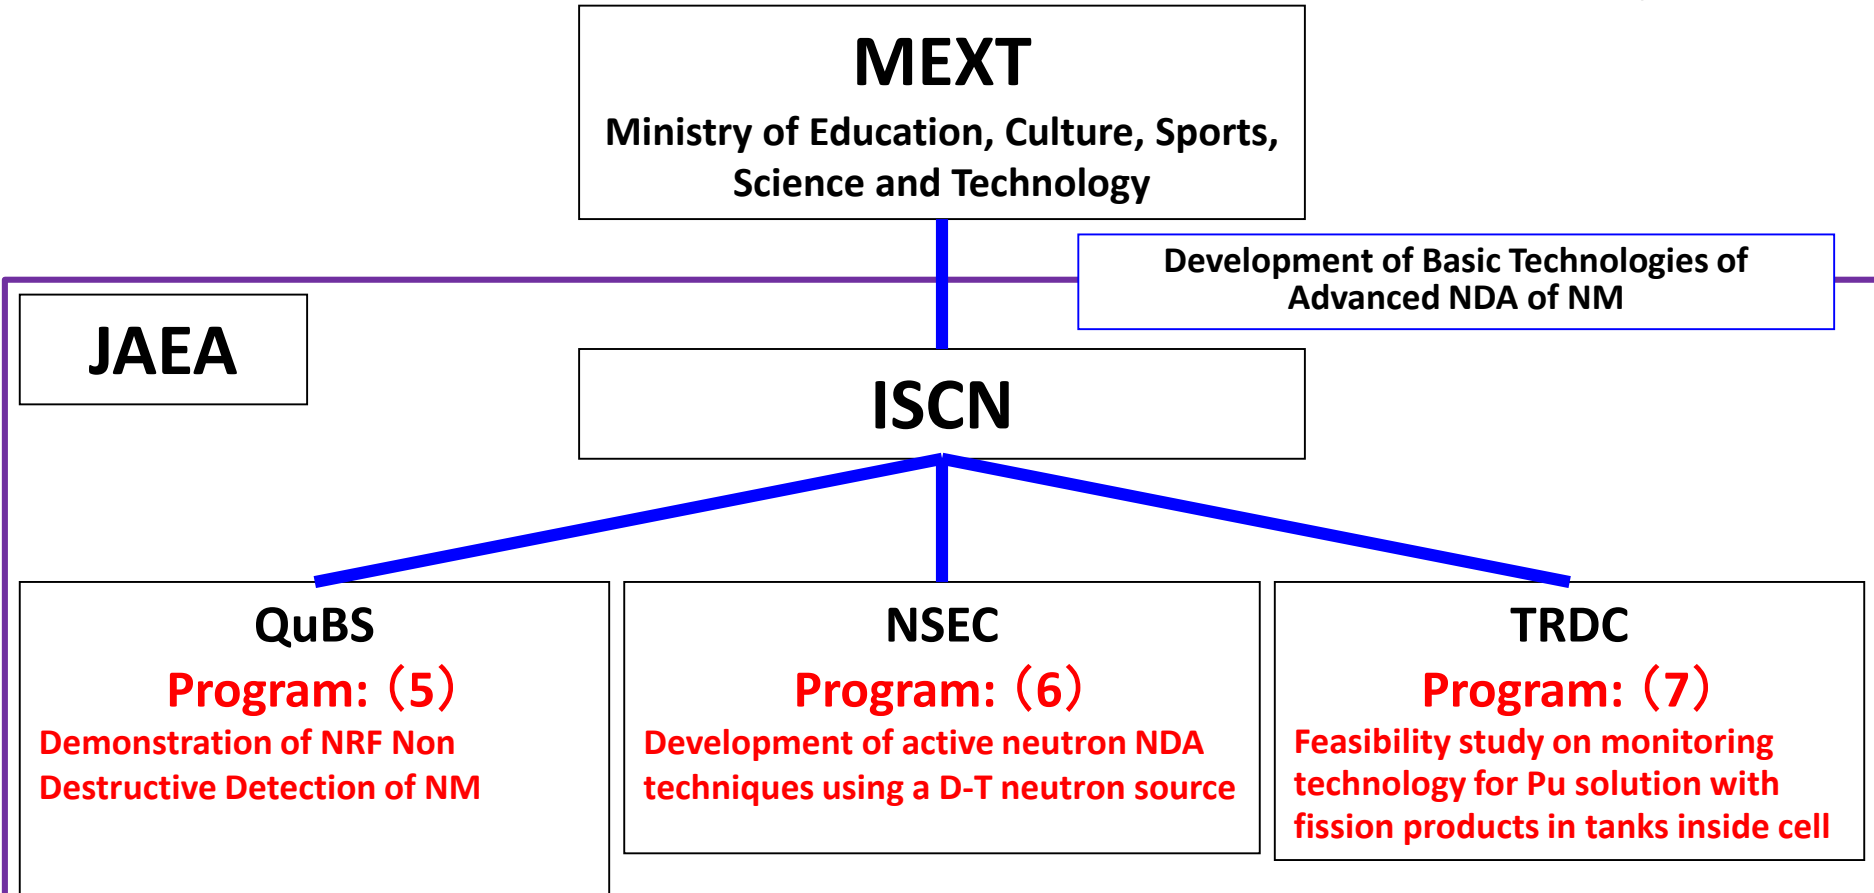 MEXT
Ministry of Education, Culture, Sports,
Science and Technology
Development of Basic Technologies of
Advanced NDA of NM
JAEA
ISCN
QuBS
Program:（5）
Demonstration of NRF Non
Destructive Detection of NM
NSEC
Program:（6）
Development of active neutron NDA
techniques using a D-T neutron source
TRDC
Program:（7）
Feasibility study on monitoring
technology for Pu solution with
fission products in tanks inside cell